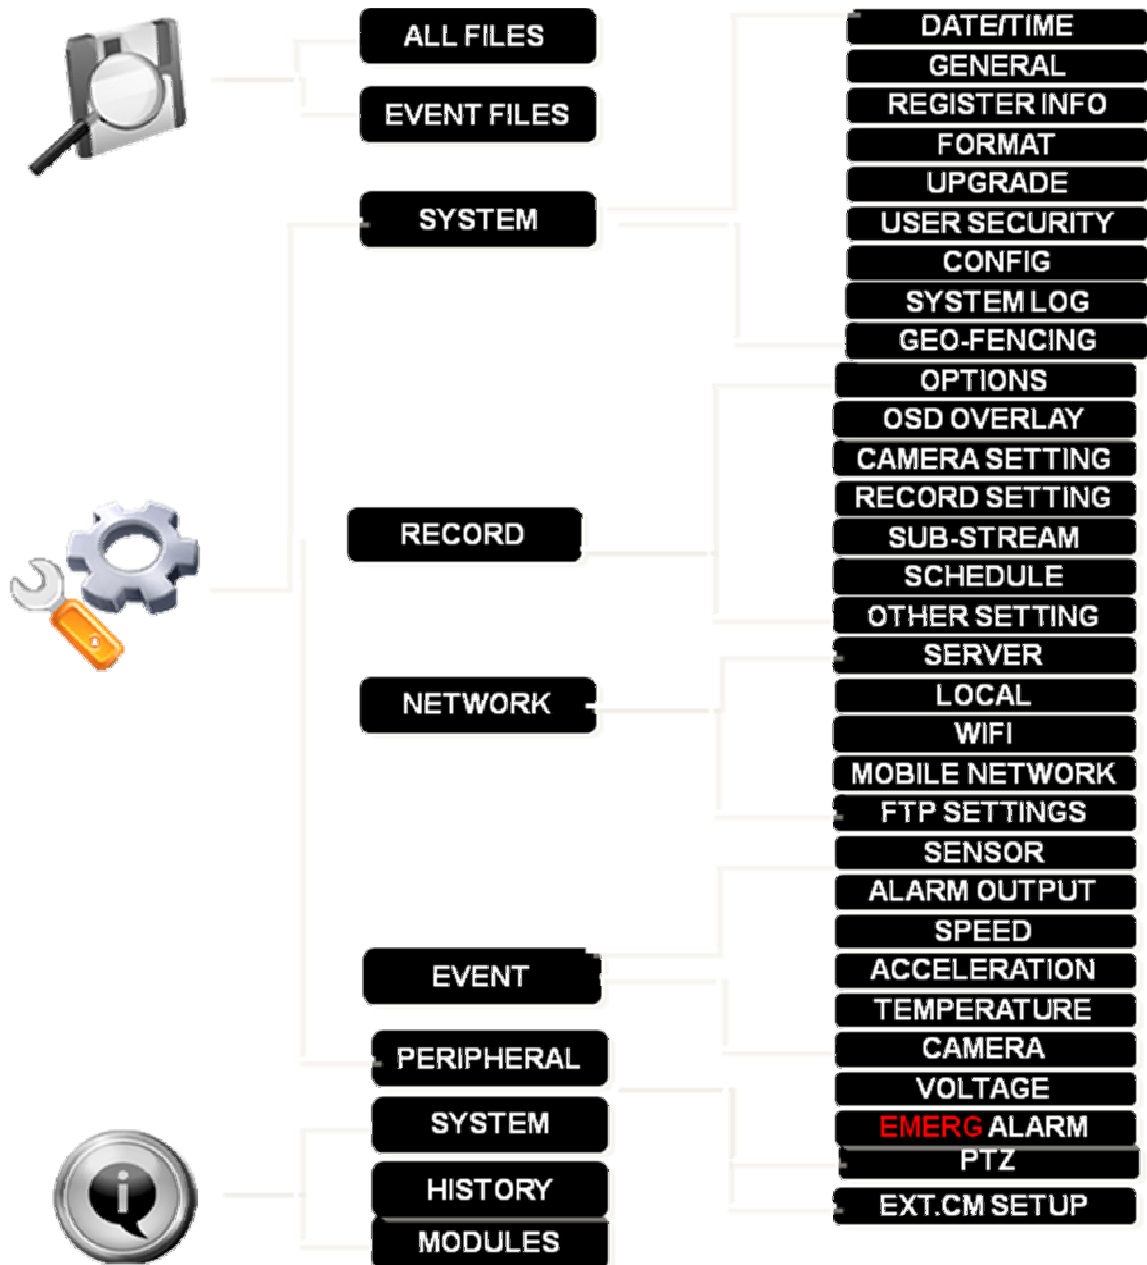 ALL FILES
EVENT FILES
SYSTEM
RECORD
NETWORK
EVENT
PERIPHERAL
SYSTEM
HISTORY
MODULES
DATE/TIME
GENERAL
REGISTER INFO
FORMAT
UPGRADE
USER SECURITY
CONFIG
SYSTEM LOG
GEO-FENCING
OPTIONS
OSD OVERLAY
CAMERA SETTING
RECORD SETTING
SUB-STREAM
SCHEDULE
OTHER SETTING
SERVER
LOCAL
WIFI
MOBILE NETWORK
FTP SETTINGS
SENSOR
ALARM OUTPUT
SPEED
ACCELERATION
TEMPERATURE
CAMERA
VOLTAGE
EMERG ALARM
PTZ
EXT.CM SETUP